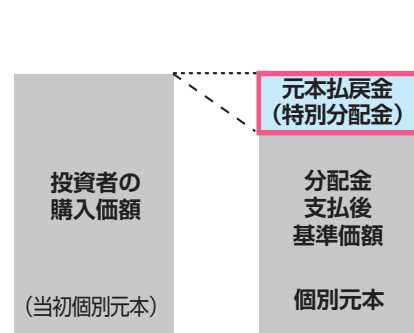 元本払戻金
（特別分配金）
投資者の
購入価額
（当初個別元本）
分配金
支払後
基準価額
個別元本